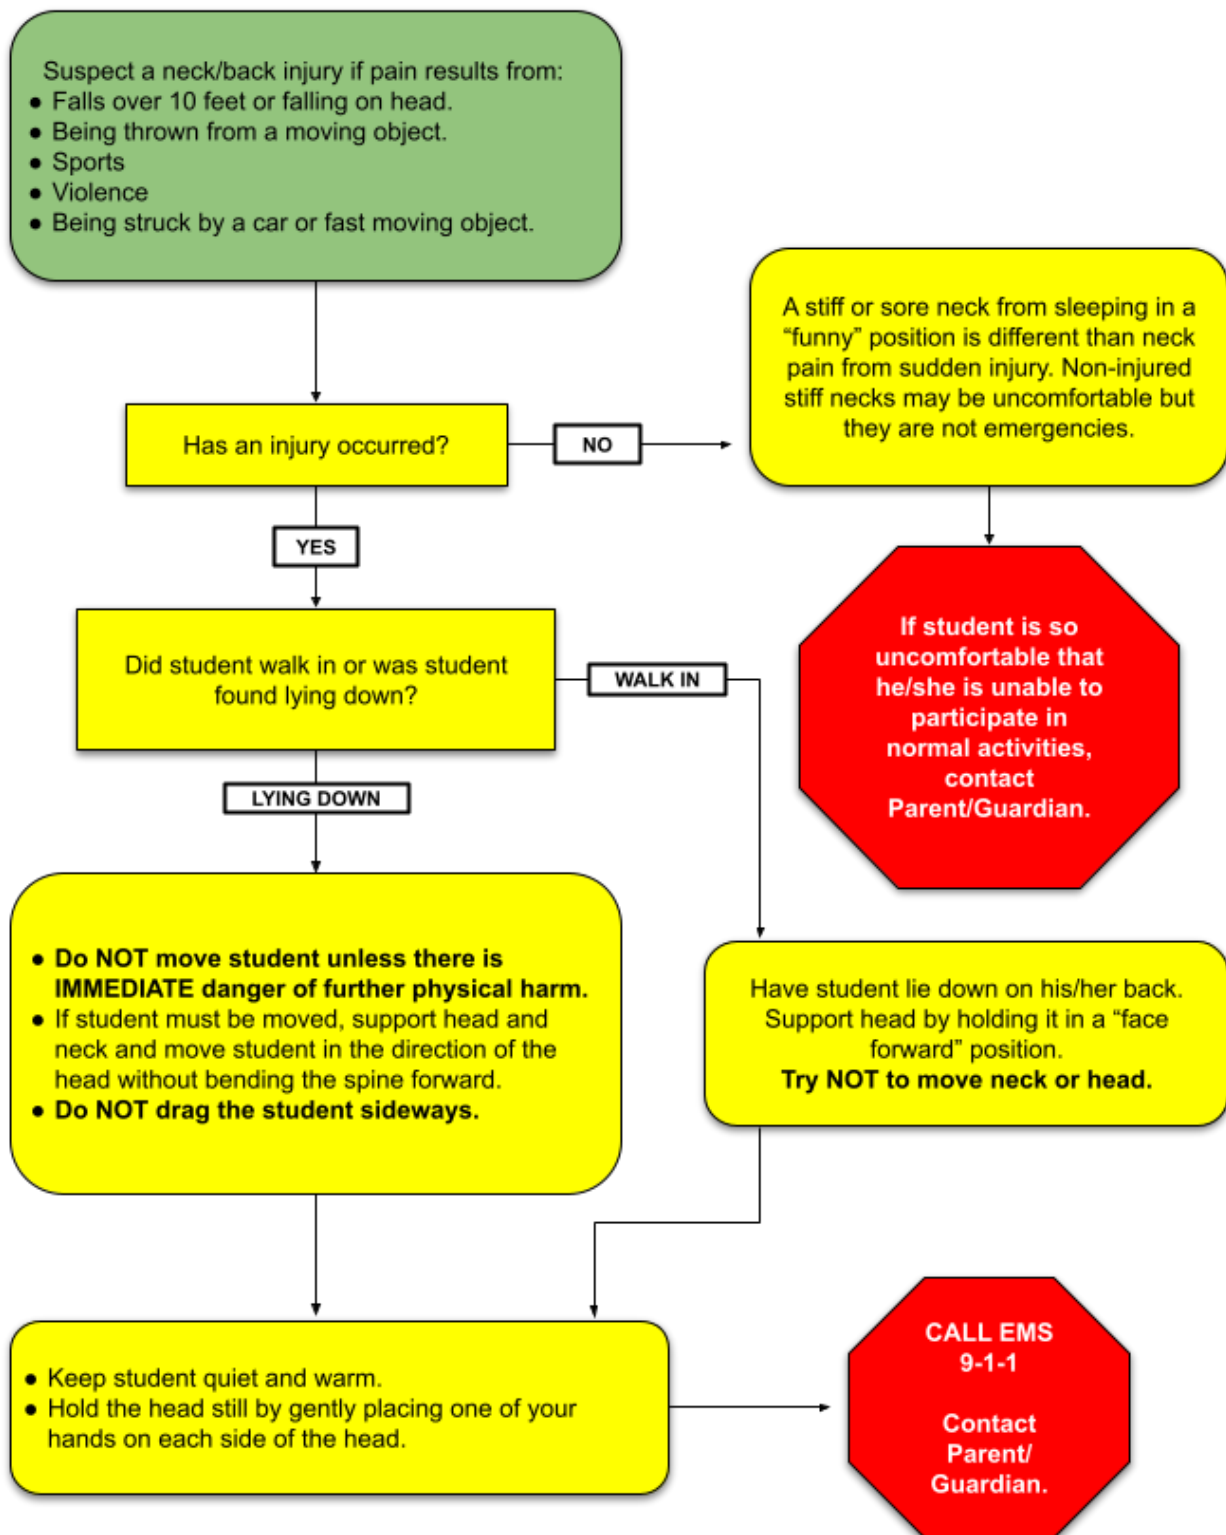 Suspect a neck/back injury if pain results from:
● Falls over 10 feet or falling on head.
● Being thrown from a moving object.
● Sports
● Violence
● Being struck by a car or fast moving object.
Has an injury occurred?
NO
A stiff or sore neck from sleeping in a
“funny” position is different than neck
pain from sudden injury. Non-injured
stiff necks may be uncomfortable but
they are not emergencies.
If student is so
uncomfortable that
he/she is unable to
participate in
normal activities,
contact
Parent/Guardian.
YES
Did student walk in or was student
found lying down?
WALK IN
LYING DOWN
● Do NOT move student unless there is
IMMEDIATE danger of further physical harm.
● If student must be moved, support head and
neck and move student in the direction of the
head without bending the spine forward.
● Do NOT drag the student sideways.
Have student lie down on his/her back.
Support head by holding it in a “face
forward” position.
Try NOT to move neck or head.
● Keep student quiet and warm.
● Hold the head still by gently placing one of your
hands on each side of the head.
CALL EMS
9-1-1
Contact
Parent/
Guardian.